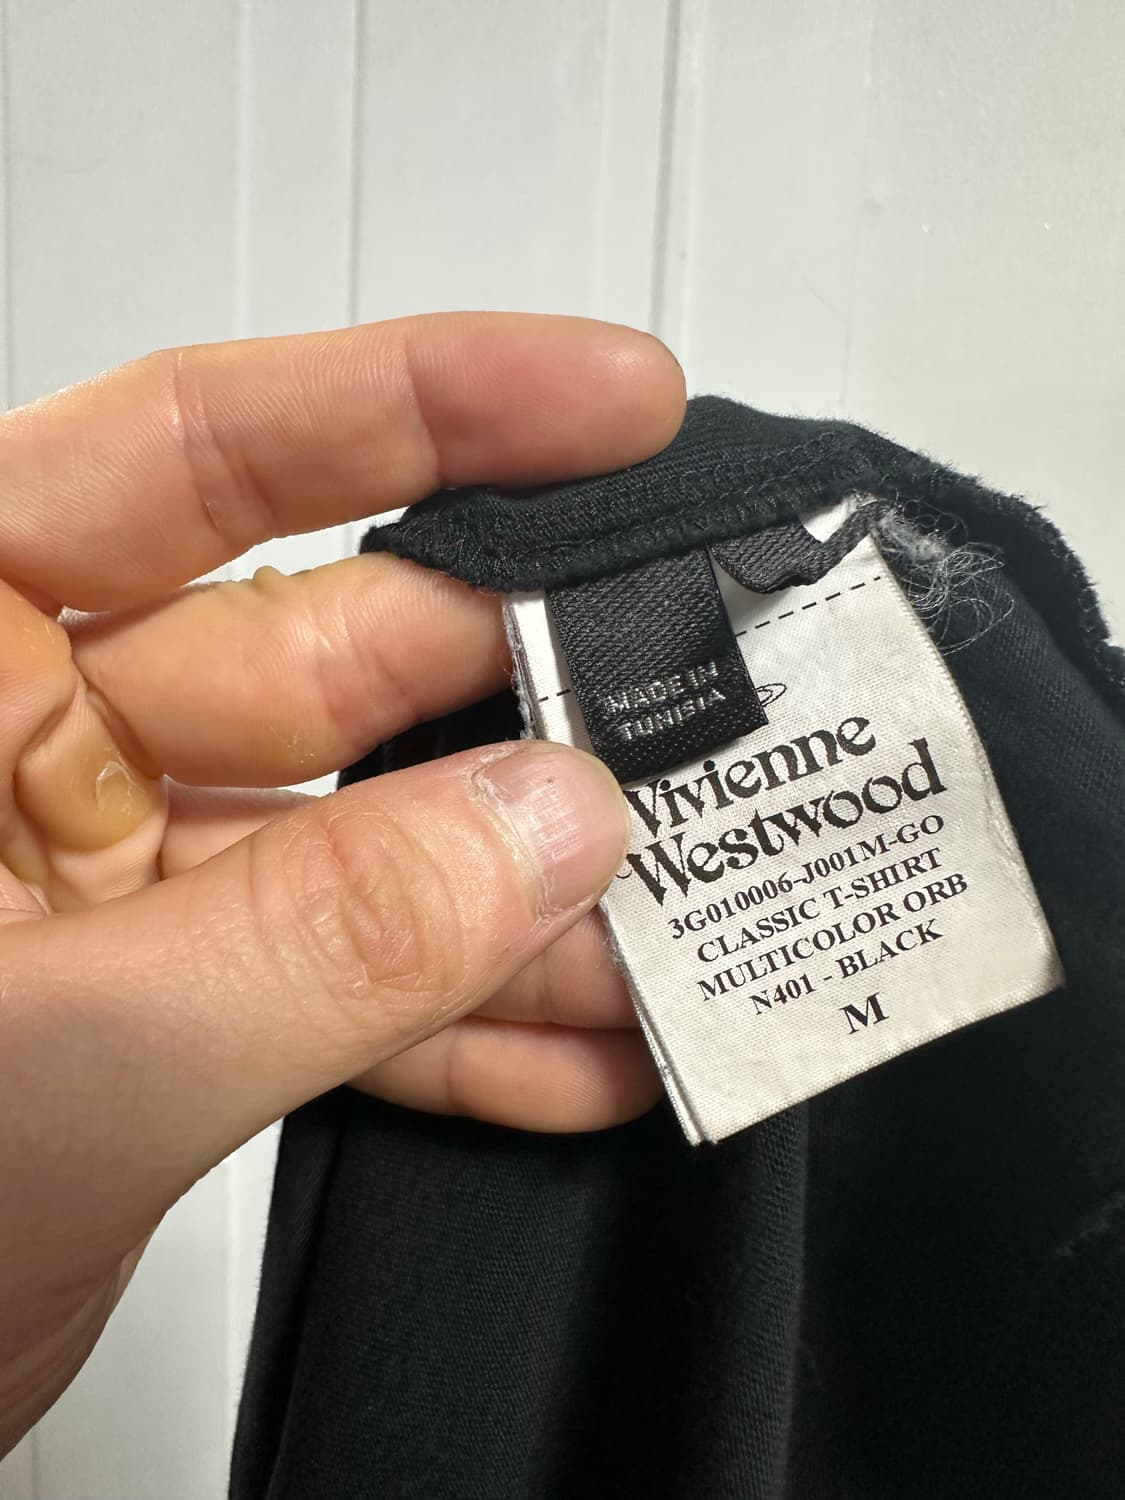 MADE IN
TUNISIA
Vivienne
Westwood
3G010006-J001M-GO
CLASSIC T-SHIRT
MULTICOLOR ORB
N401 - BLACK
M